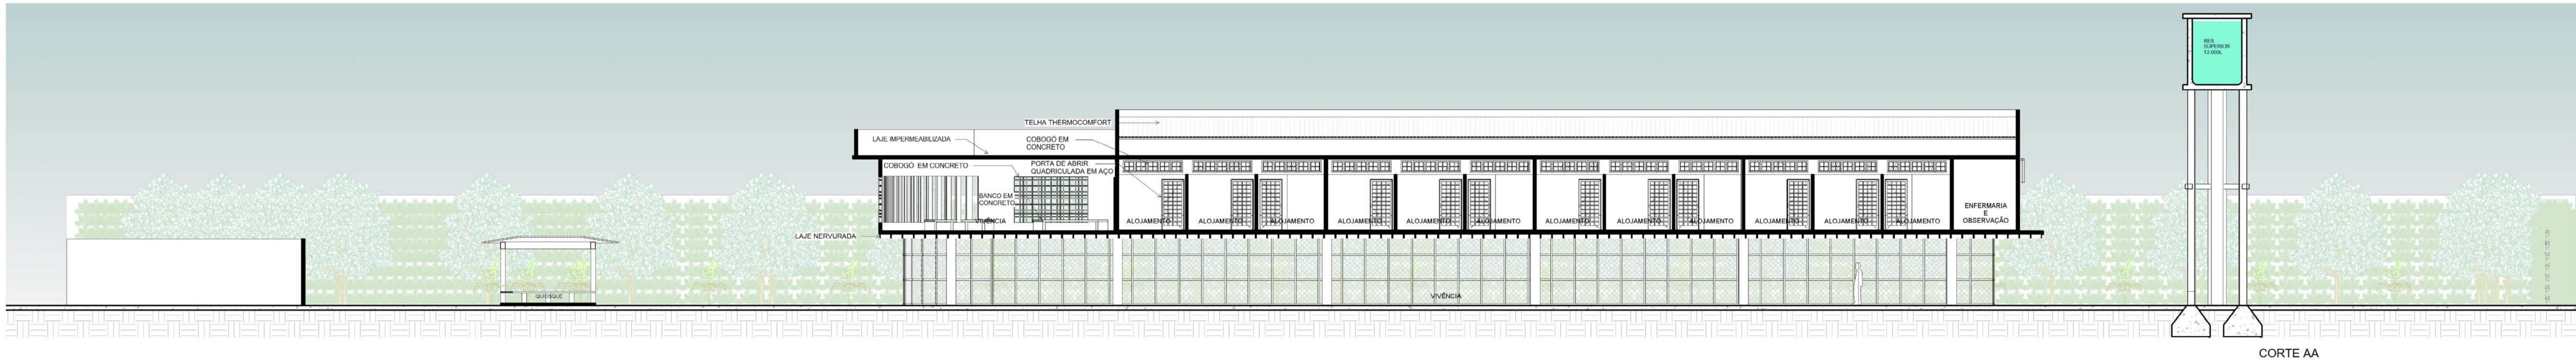 RES
SUPERIOR
13.000L
TELHA THERMOCOMFORT
LAJE IMPERMEABILIZADA
COBOGÓ EM
CONCRETO
COBOGÓ EM CONCRETO
PORTA DE ABRIR
QUADRICULADA EM AÇO
BANCO EM
CONCRETO
VIVÊNCIA
ALOJAMENTO
ALOJAMENTO
ALOJAMENTO
ALOJAMENTO
ALOJAMENTO
ALOJAMENTO
ALOJAMENTO
ALOJAMENTO
ALOJAMENTO
ALOJAMENTO
ALOJAMENTO
ALOJAMENTO
ENFERMARIA
E
OBSERVAÇÃO
LAJE NERVURADA
QUIOSQUE
VIVÊNCIA
CORTE AA